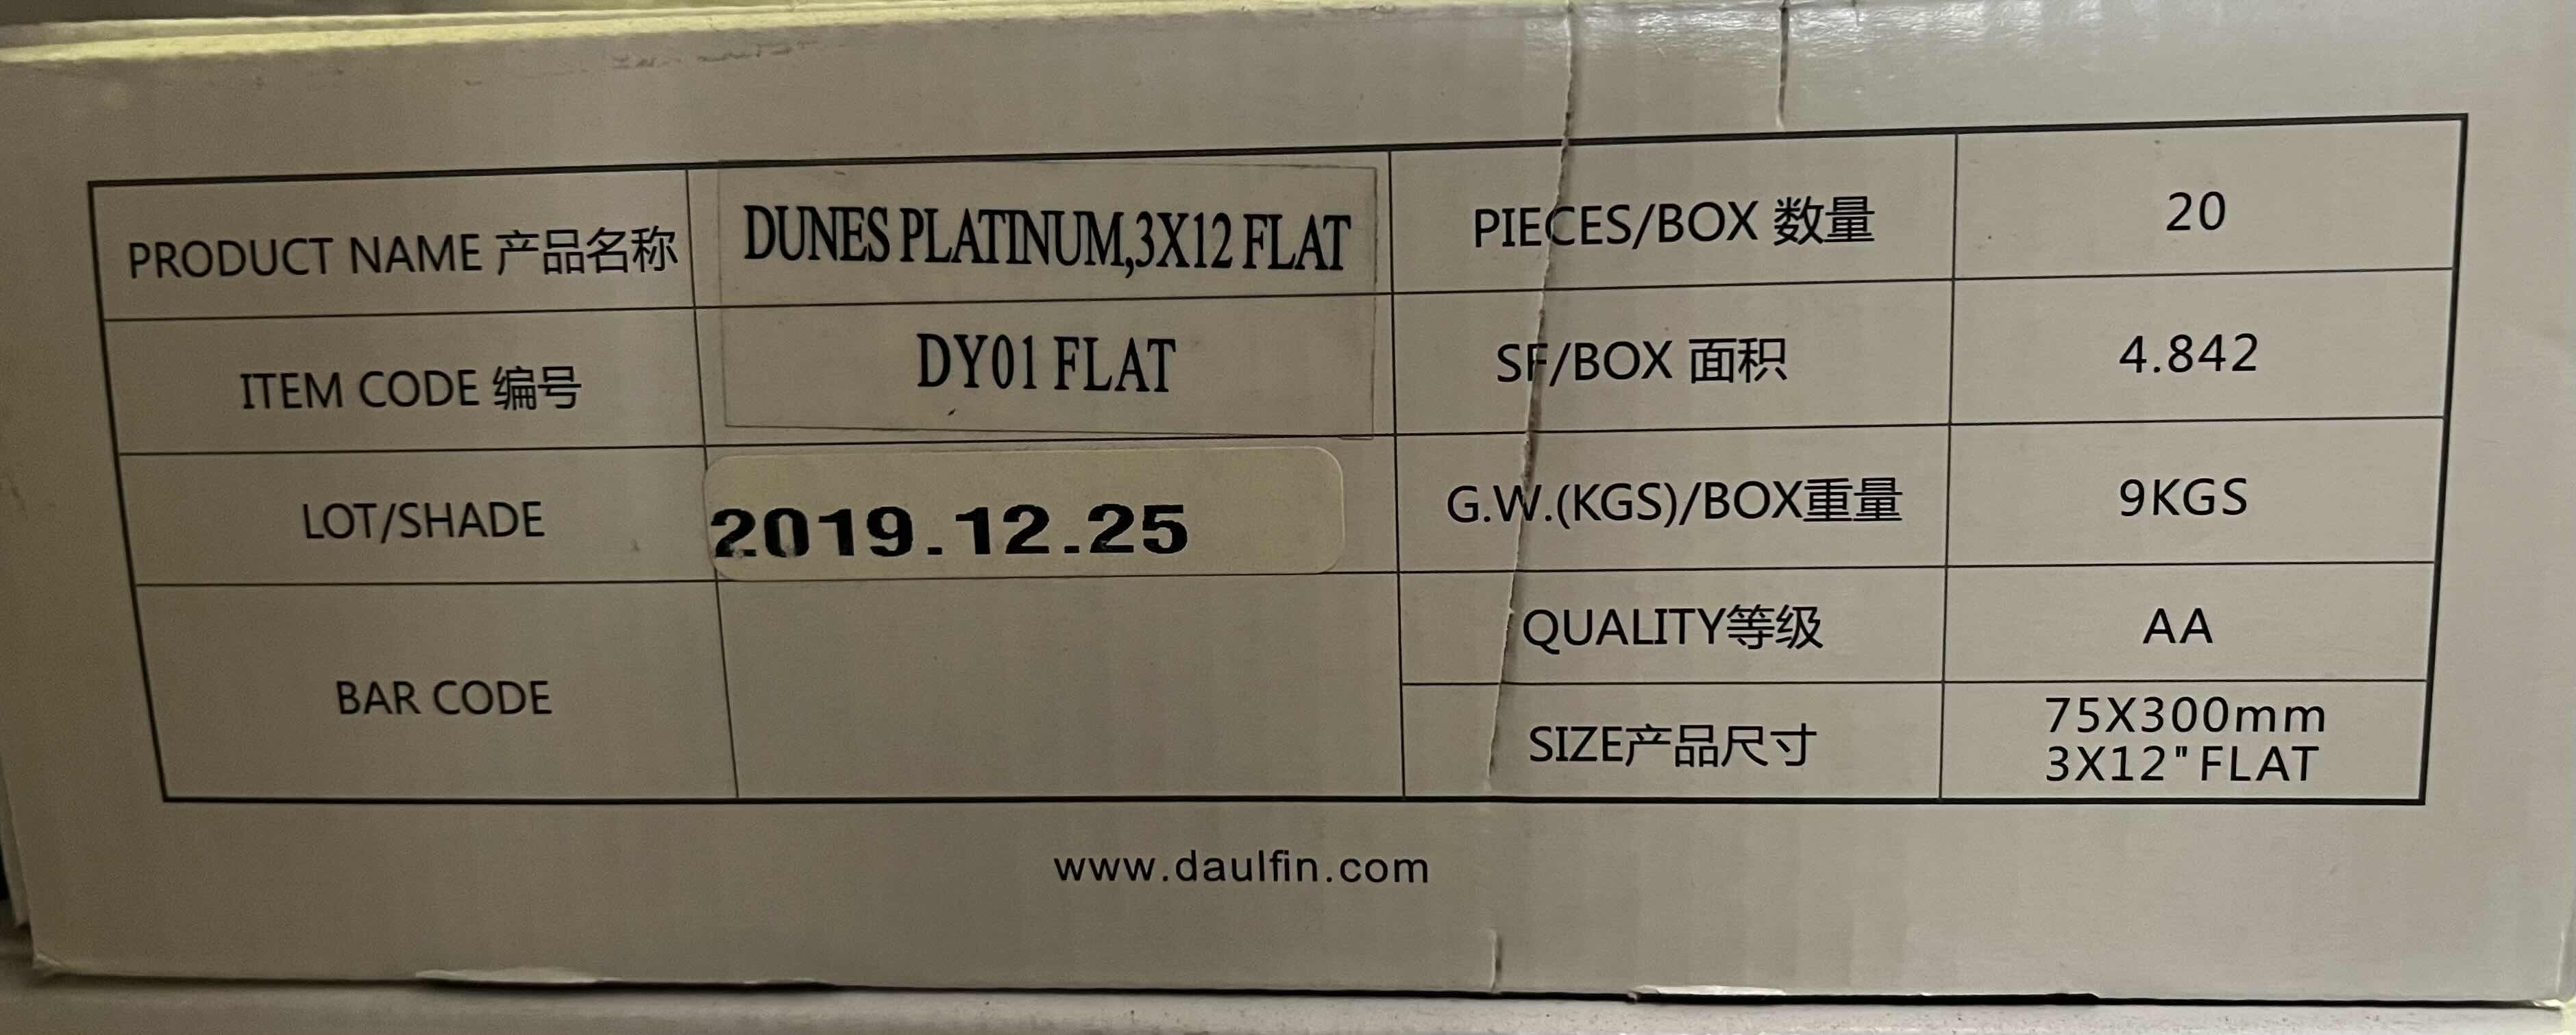 PRODUCT NAME 产品名称
DUNES PLATINUM,3X12 FLAT
PIECES/BOX 数量
20
ITEM CODE 编号
DY01 FLAT
SF/BOX 面积
4.842
LOT/SHADE
2019.12.25
G.W.(KGS)/BOX重量
9KGS
BAR CODE
QUALITY等级
AA
SIZE产品尺寸
75X300mm
3X12"FLAT
www.daulfin.com